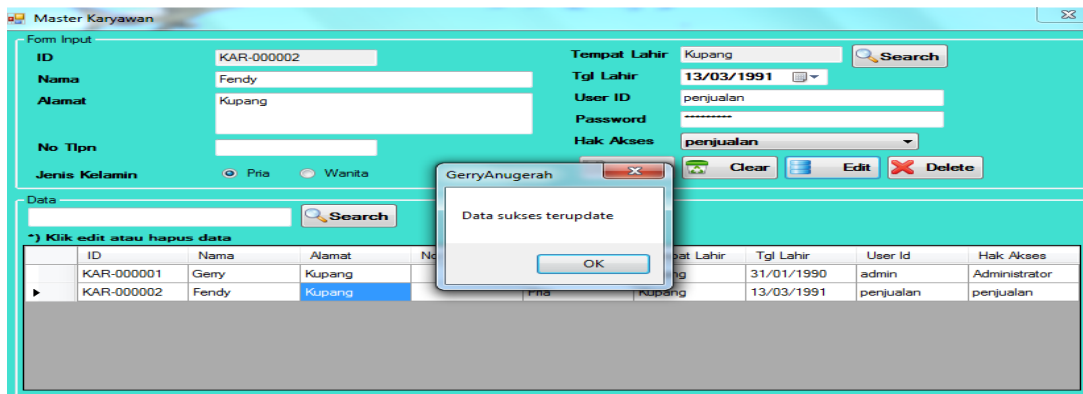 Master Karyawan
Form Input
ID KAR-000002
Nama Fendy
Alamat Kupang
No Tlpn
Jenis Kelamin Pria Wanita
Tempat Lahir Kupang Search
Tgl Lahir 13/03/1991
User ID penjualan
Password *********
Hak Akses penjualan
Clear Edit Delete
GerryAnugerah
Data sukses terupdate
OK
Data
Search
*) Klik edit atau hapus data
ID Nama Alamat No pat Lahir Tgl Lahir User Id Hak Akses
KAR-000001 Gerry Kupang ng 31/01/1990 admin Administrator
KAR-000002 Fendy Kupang Pria Kupang 13/03/1991 penjualan penjualan